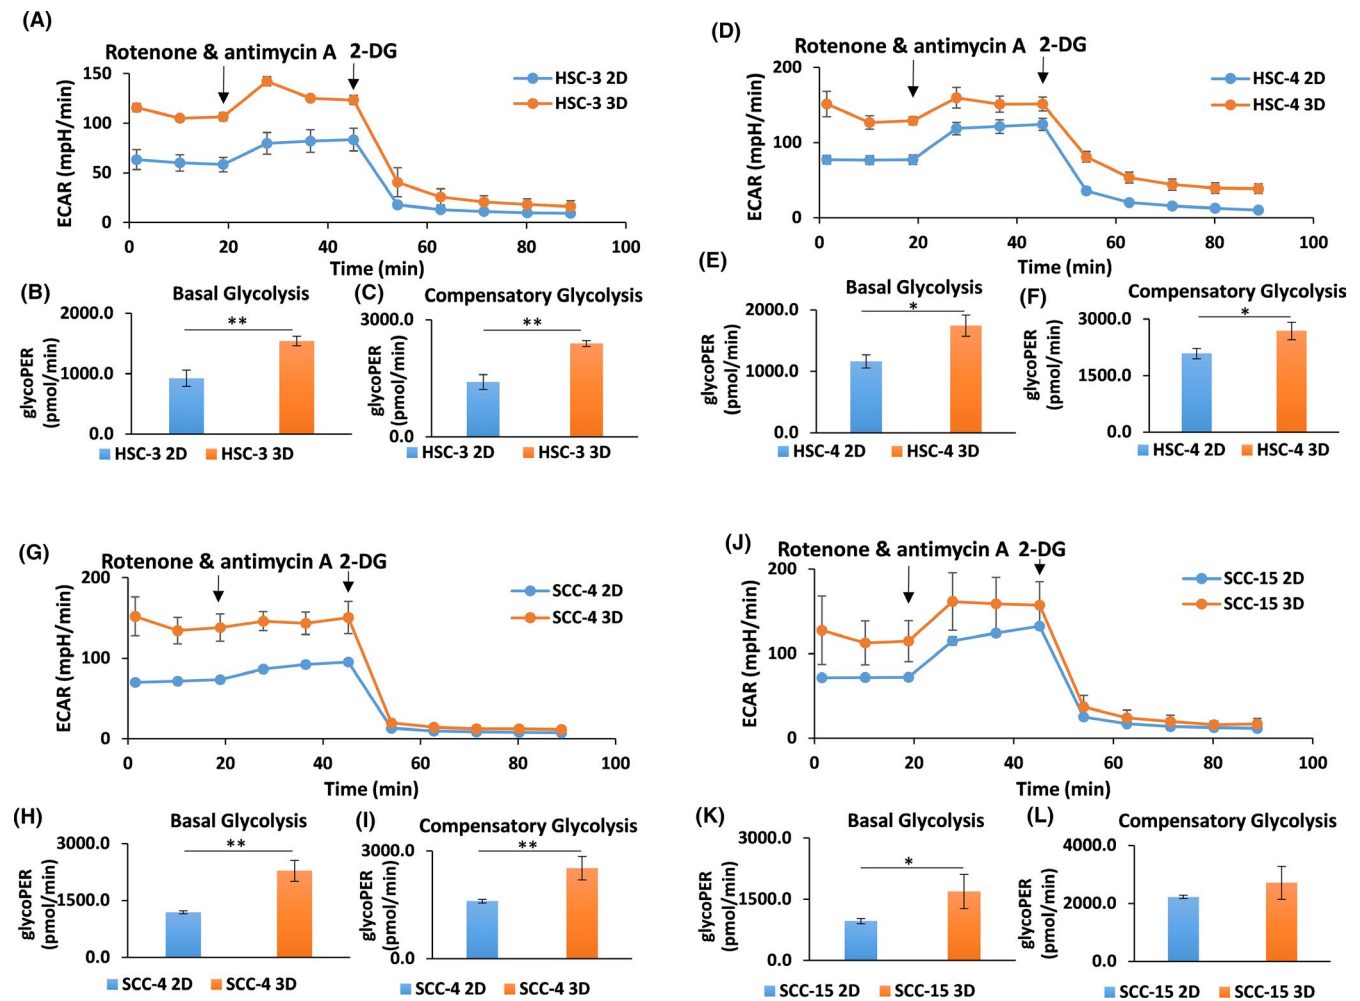 (A)
Rotenone & antimycin A 2-DG
150
100
50
0
ECAR (mpH/min)
0 20 40 60 80 100
Time (min)
HSC-3 2D
HSC-3 3D
(B)
Basal Glycolysis
**
2000.0
1000.0
0.0
glycoPER
(pmol/min)
HSC-3 2D HSC-3 3D
(C)
Compensatory Glycolysis
**
3000.0
0.0
glycoPER
(pmol/min)
HSC-3 2D HSC-3 3D
(D)
Rotenone & antimycin A 2-DG
200
100
0
ECAR (mpH/min)
0 20 40 60 80 100
Time (min)
HSC-4 2D
HSC-4 3D
(E)
Basal Glycolysis
*
2000.0
1000.0
0.0
glycoPER
(pmol/min)
HSC-4 2D HSC-4 3D
(F)
Compensatory Glycolysis
*
3000.0
1500.0
0.0
glycoPER
(pmol/min)
HSC-4 2D HSC-4 3D
(G)
Rotenone & antimycin A 2-DG
200
100
0
ECAR (mpH/min)
0 20 40 60 80 100
Time (min)
SCC-4 2D
SCC-4 3D
(H)
Basal Glycolysis
**
3000.0
1500.0
0.0
glycoPER
(pmol/min)
SCC-4 2D SCC-4 3D
(I)
Compensatory Glycolysis
**
3000.0
0.0
glycoPER
(pmol/min)
SCC-4 2D SCC-4 3D
(J)
Rotenone & antimycin A 2-DG
200
100
0
ECAR (mpH/min)
0 20 40 60 80 100
Time (min)
SCC-15 2D
SCC-15 3D
(K)
Basal Glycolysis
*
3000.0
1500.0
0.0
glycoPER
(pmol/min)
SCC-15 2D SCC-15 3D
(L)
Compensatory Glycolysis
4000.0
2000.0
0.0
glycoPER
(pmol/min)
SCC-15 2D SCC-15 3D